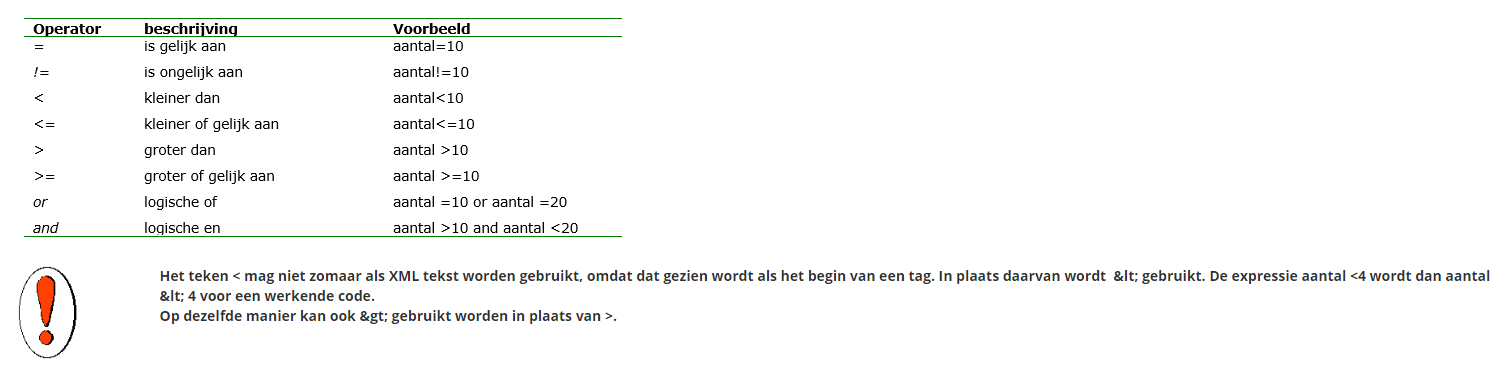 Operator beschrijving Voorbeeld
= is gelijk aan aantal=10
!= is ongelijk aan aantal!=10
< kleiner dan aantal<10
<= kleiner of gelijk aan aantal<=10
> groter dan aantal >10
>= groter of gelijk aan aantal >=10
or logische of aantal =10 or aantal =20
and logische en aantal >10 and aantal <20
Het teken < mag niet zomaar als XML tekst worden gebruikt, omdat dat gezien wordt als het begin van een tag. In plaats daarvan wordt &lt; gebruikt. De expressie aantal <4 wordt dan aantal
&lt; 4 voor een werkende code.
Op dezelfde manier kan ook &gt; gebruikt worden in plaats van >.